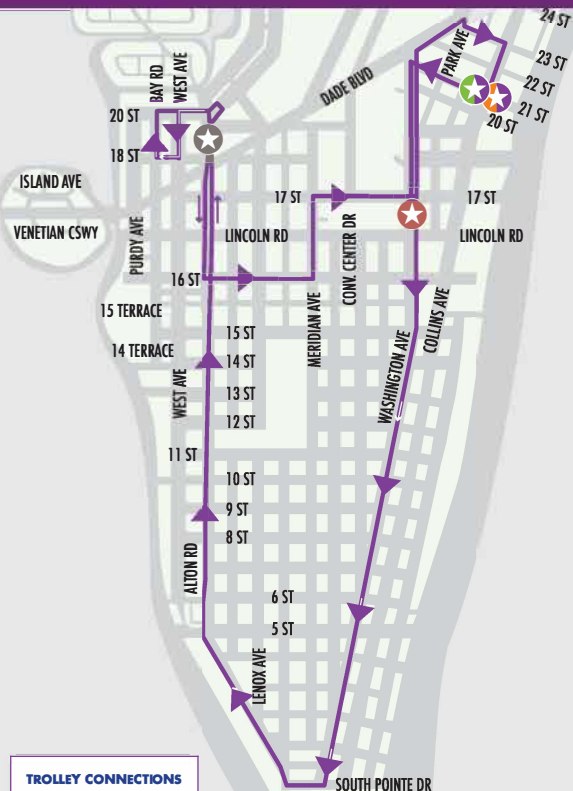 24 ST
PARK AVE
23 ST
22 ST
21 ST
20 ST
DADE BLVD
BAY RD
WEST AVE
20 ST
18 ST
ISLAND AVE
VENETIAN CSWY
PURDY AVE
17 ST
17 ST
LINCOLN RD
LINCOLN RD
CONV. CENTER DR
16 ST
MERIDIAN AVE
COLLINS AVE
WASHINGTON AVE
15 TERRACE
14 TERRACE
15 ST
14 ST
WEST AVE
13 ST
12 ST
11 ST
10 ST
9 ST
8 ST
ALTON RD
6 ST
5 ST
LENOX AVE
SOUTH POINTE DR
TROLLEY CONNECTIONS